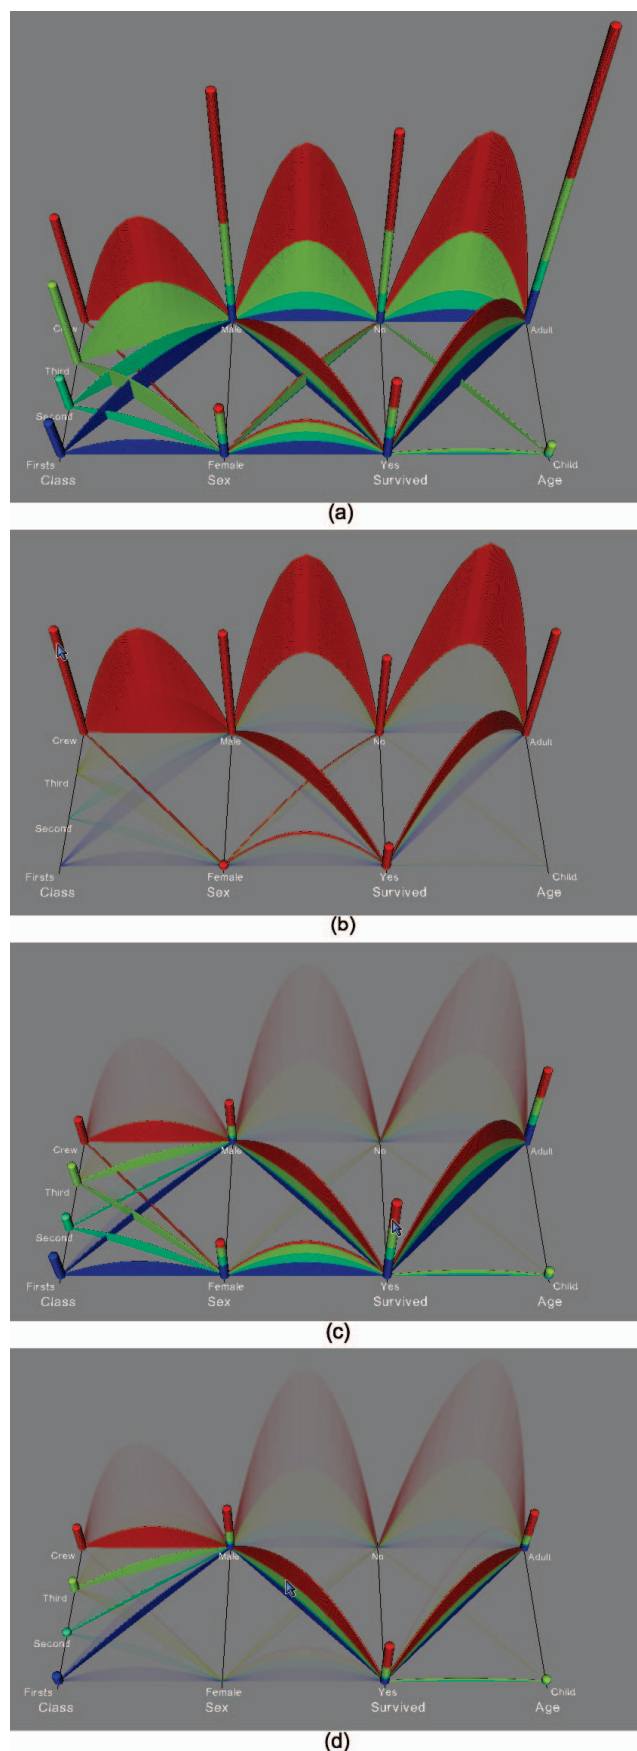 Crew Male No Adult
Third
Second
Firsts Female Yes Child
Class Sex Survived Age
(a)
Crew Male No Adult
Third
Second
Firsts Female Yes Child
Class Sex Survived Age
(b)
Crew Male No Adult
Third
Second
Firsts Female Yes Child
Class Sex Survived Age
(c)
Crew Male No Adult
Third
Second
Firsts Female Yes Child
Class Sex Survived Age
(d)